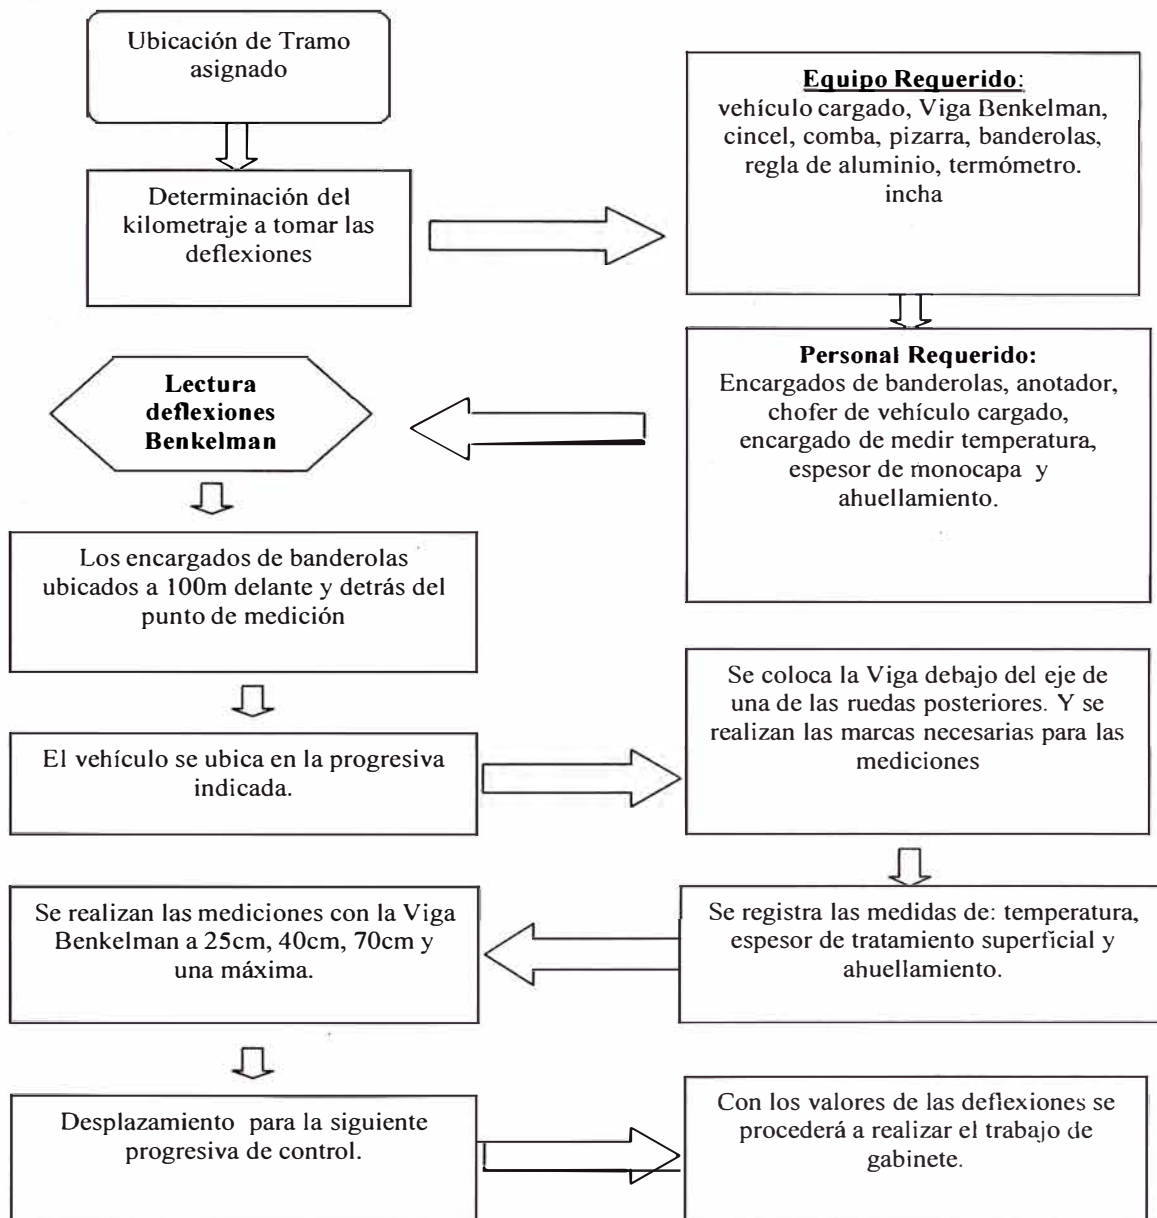 Ubicación de Tramo
asignado
Determinación del
kilometraje a tomar las
deflexiones
Equipo Requerido:
vehículo cargado, Viga Benkelman,
cincel, comba, pizarra, banderolas,
regla de aluminio, termómetro.
incha
Personal Requerido:
Encargados de banderolas, anotador,
chofer de vehículo cargado,
encargado de medir temperatura,
espesor de monocapa y
ahuellamiento.
Lectura
deflexiones
Benkelman
Los encargados de banderolas
ubicados a 100m delante y detrás del
punto de medición
El vehículo se ubica en la progresiva
indicada.
Se coloca la Viga debajo del eje de
una de las ruedas posteriores. Y se
realizan las marcas necesarias para las
mediciones
Se registra las medidas de: temperatura,
espesor de tratamiento superficial y
ahuellamiento.
Se realizan las mediciones con la Viga
Benkelman a 25cm, 40cm, 70cm y
una máxima.
Desplazamiento para la siguiente
progresiva de control.
Con los valores de las deflexiones se
procederá a realizar el trabajo de
gabinete.